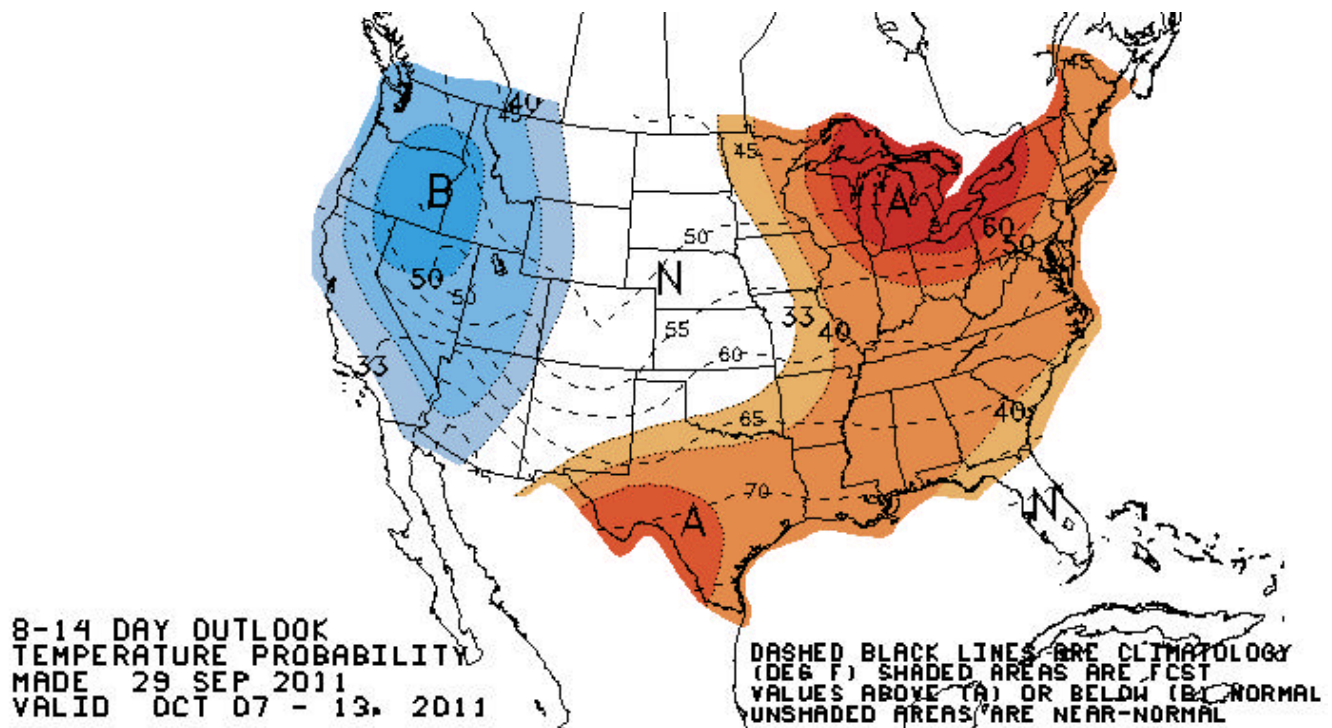 45
40
45
45
B
A
50
60
50
N
50
50
33
40
55
33
60
40
65
70
A
N
8-14 DAY OUTLOOK
TEMPERATURE PROBABILITY
MADE 29 SEP 2011
VALID OCT 07 - 13, 2011
DASHED BLACK LINES ARE CLIMATOLOGY
(DEG F) SHADED AREAS ARE FCST
VALUES ABOVE (A) OR BELOW (B) NORMAL
UNSHADED AREAS ARE NEAR-NORMAL